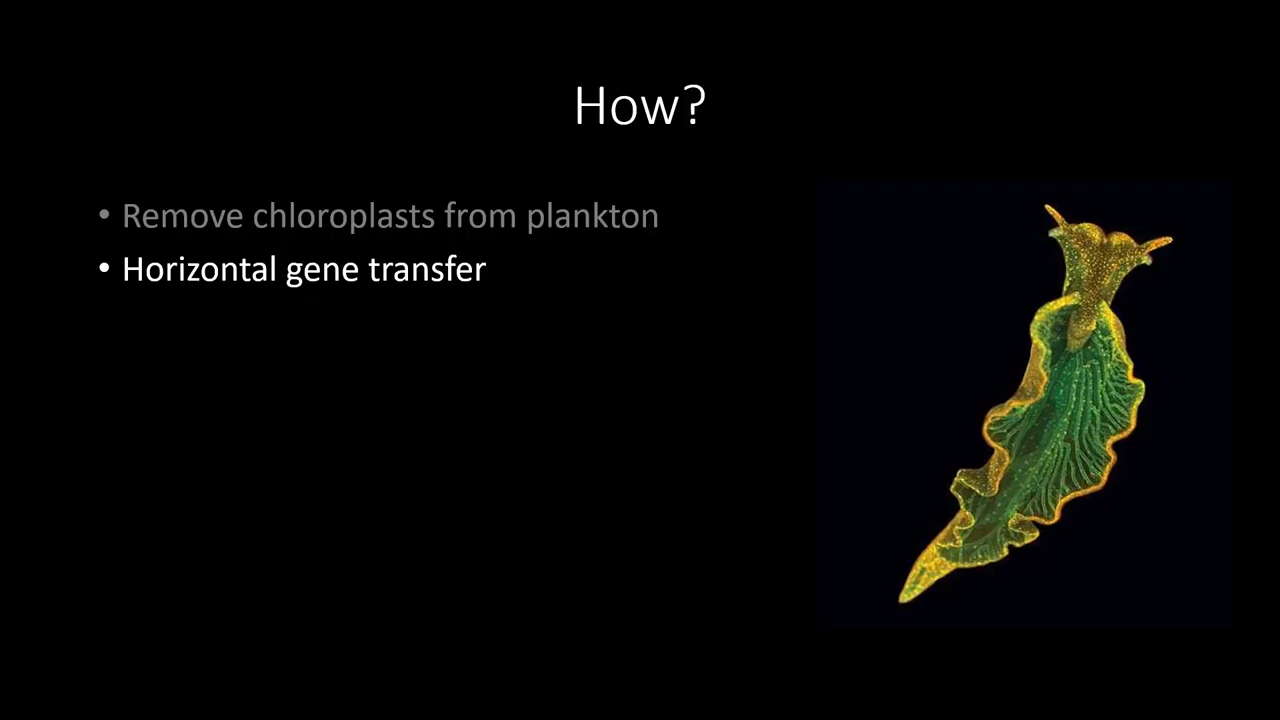 How?
• Remove chloroplasts from plankton
• Horizontal gene transfer